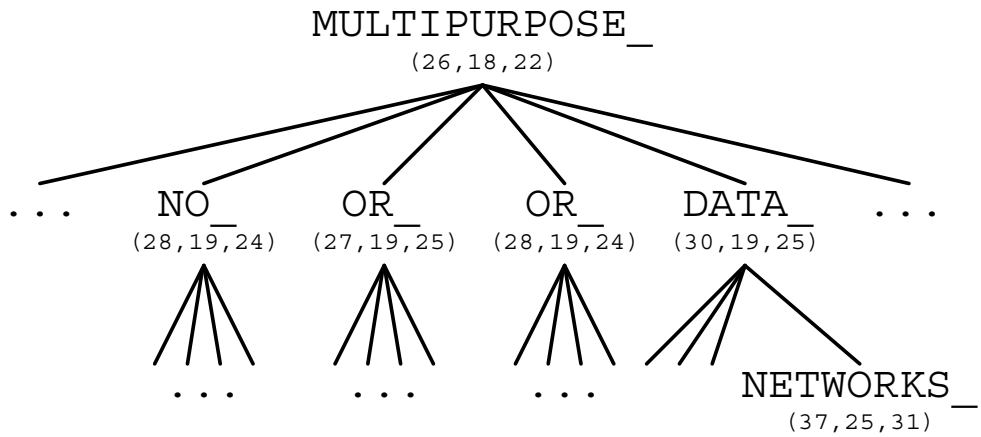 MULTIPURPOSE_
(26,18,22)
... NO_ OR_ OR_ DATA_ ...
(28,19,24) (27,19,25) (28,19,24) (30,19,25)
... ... ... NETWORKS_
(37,25,31)